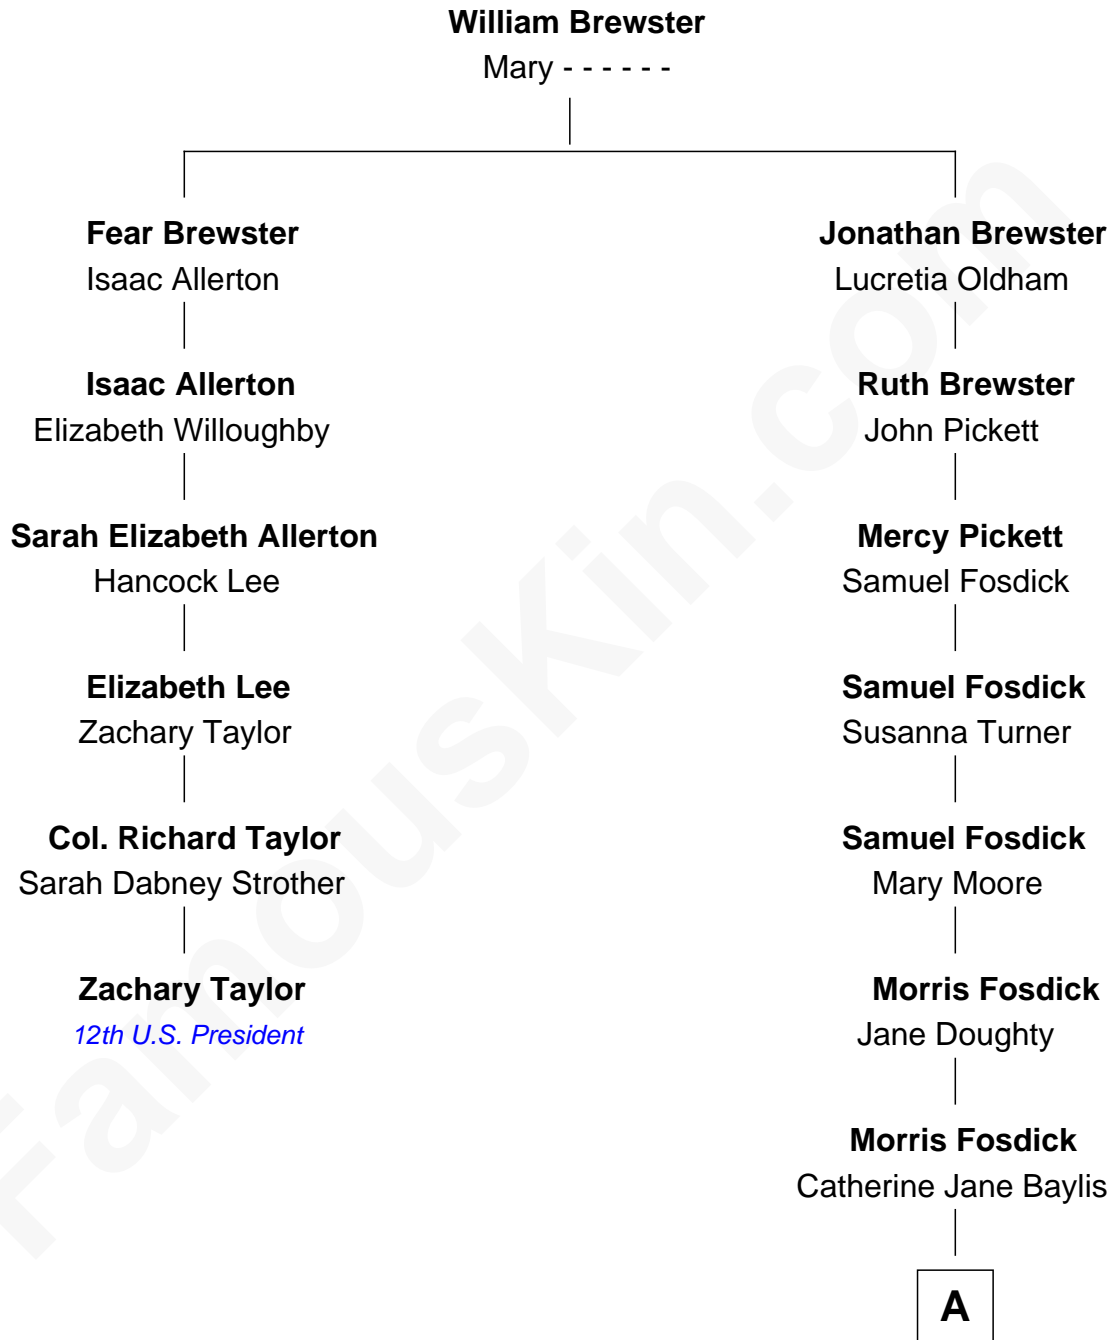 William Brewster
Mary - - - - - -
Fear Brewster
Isaac Allerton
Jonathan Brewster
Lucretia Oldham
Isaac Allerton
Elizabeth Willoughby
Ruth Brewster
John Pickett
Sarah Elizabeth Allerton
Hancock Lee
Mercy Pickett
Samuel Fosdick
Elizabeth Lee
Zachary Taylor
Samuel Fosdick
Susanna Turner
Col. Richard Taylor
Sarah Dabney Strother
Samuel Fosdick
Mary Moore
Zachary Taylor
12th U.S. President
Morris Fosdick
Jane Doughty
Morris Fosdick
Catherine Jane Baylis
A
FamousKin.com